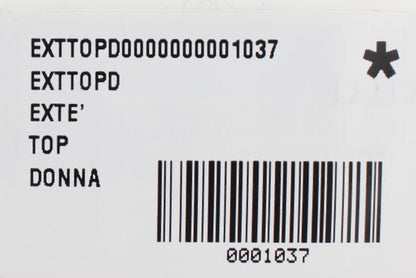 EXTTOPD0000000001037
EXTTOPD
EXTE'
TOP
DONNA
*
0001037